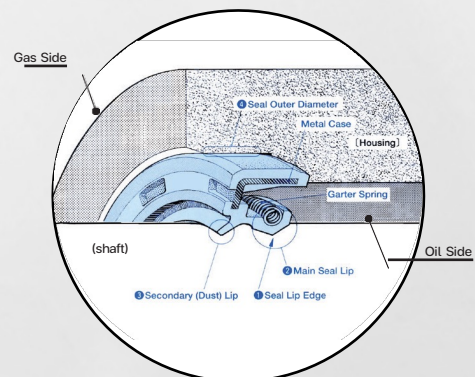 Gas Side
❹ Seal Outer Diameter
Metal Case
[Housing]
Garter Spring
(shaft)
Oil Side
❷ Main Seal Lip
❸ Secondary (Dust) Lip
❶ Seal Lip Edge